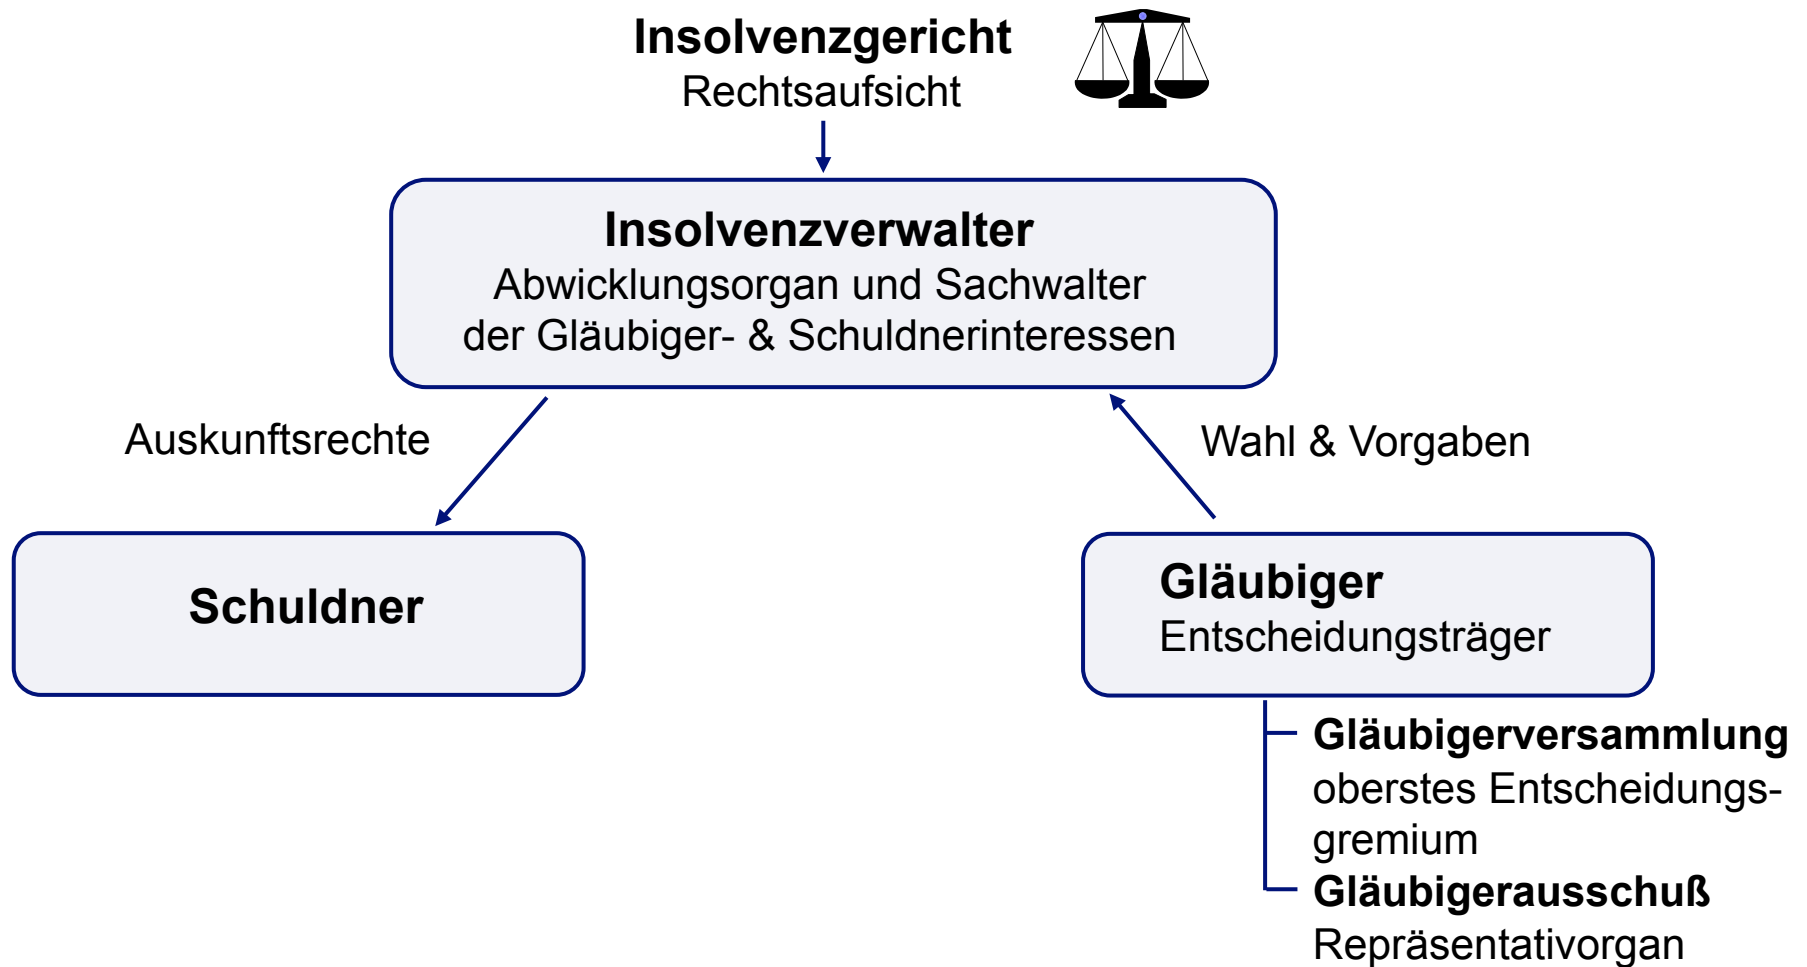 Insolvenzgericht
Rechtsaufsicht
Insolvenzverwalter
Abwicklungsorgan und Sachwalter
der Gläubiger- & Schuldnerinteressen
Auskunftsrechte
Wahl & Vorgaben
Schuldner
Gläubiger
Entscheidungsträger
Gläubigerversammlung
oberstes Entscheidungs-
gremium
Gläubigerausschuß
Repräsentativorgan